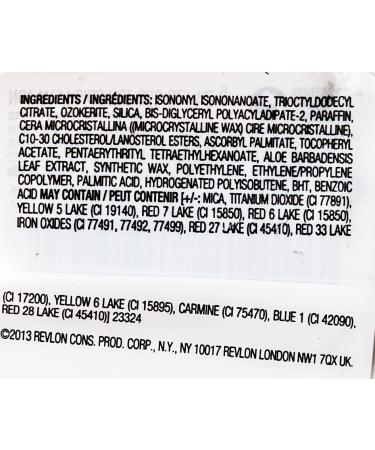 INGREDIENTS / INGRÉDIENTS: ISONONYL ISONONANOATE, TRIOCTYLDODECYL
CITRATE, OZOKERITE, SILICA, BIS-DIGLYCERYL POLYACYLADIPATE-2, PARAFFIN,
CERA MICROCRISTALLINA ((MICROCRYSTALLINE WAX) CIRE MICROCRISTALLINE),
C10-30 CHOLESTEROL/LANOSTEROL ESTERS, ASCORBYL PALMITATE, TOCOPHERYL
ACETATE, PENTAERYTHRITYL TETRAETHYLHEXANOATE, ALOE BARBADENSIS
LEAF EXTRACT, SYNTHETIC WAX, POLYETHYLENE, ETHYLENE/PROPYLENE
COPOLYMER, PALMITIC ACID, HYDROGENATED POLYISOBUTENE, BHT, BENZOIC
ACID MAY CONTAIN / PEUT CONTENIR [+/-: MICA, TITANIUM DIOXIDE (CI 77891),
YELLOW 5 LAKE (CI 19140), RED 7 LAKE (CI 15850), RED 6 LAKE (CI 15850),
IRON OXIDES (CI 77491, 77492, 77499), RED 27 LAKE (CI 45410), RED 33 LAKE
(CI 17200), YELLOW 6 LAKE (CI 15895), CARMINE (CI 75470), BLUE 1 (CI 42090),
RED 28 LAKE (CI 45410)] 23324
©2013 REVLON CONS. PROD. CORP., N.Y., NY 10017 REVLON LONDON NW1 7QX UK.